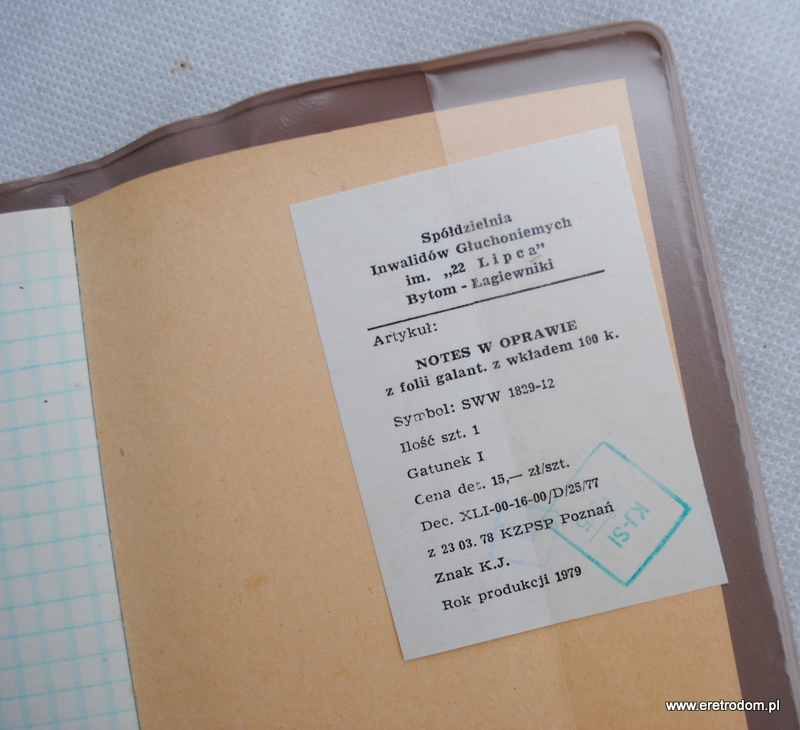 Spółdzielnia
Inwalidów Głuchoniemych
im. „22 Lipca”
Bytom - Łagiewniki
Artykuł:
NOTES W OPRAWIE
z folii galant. z wkładem 100 k.
Symbol: SWW 1829-12
Ilość szt. 1
Gatunek I
Cena det. 15,— zł/szt.
Dec. XLI-00-16-00/D/25/77
z 23 03. 78 KZPSP Poznań
Znak K.J.
Rok produkcji 1979
KJ-SI
www.eretrodom.pl